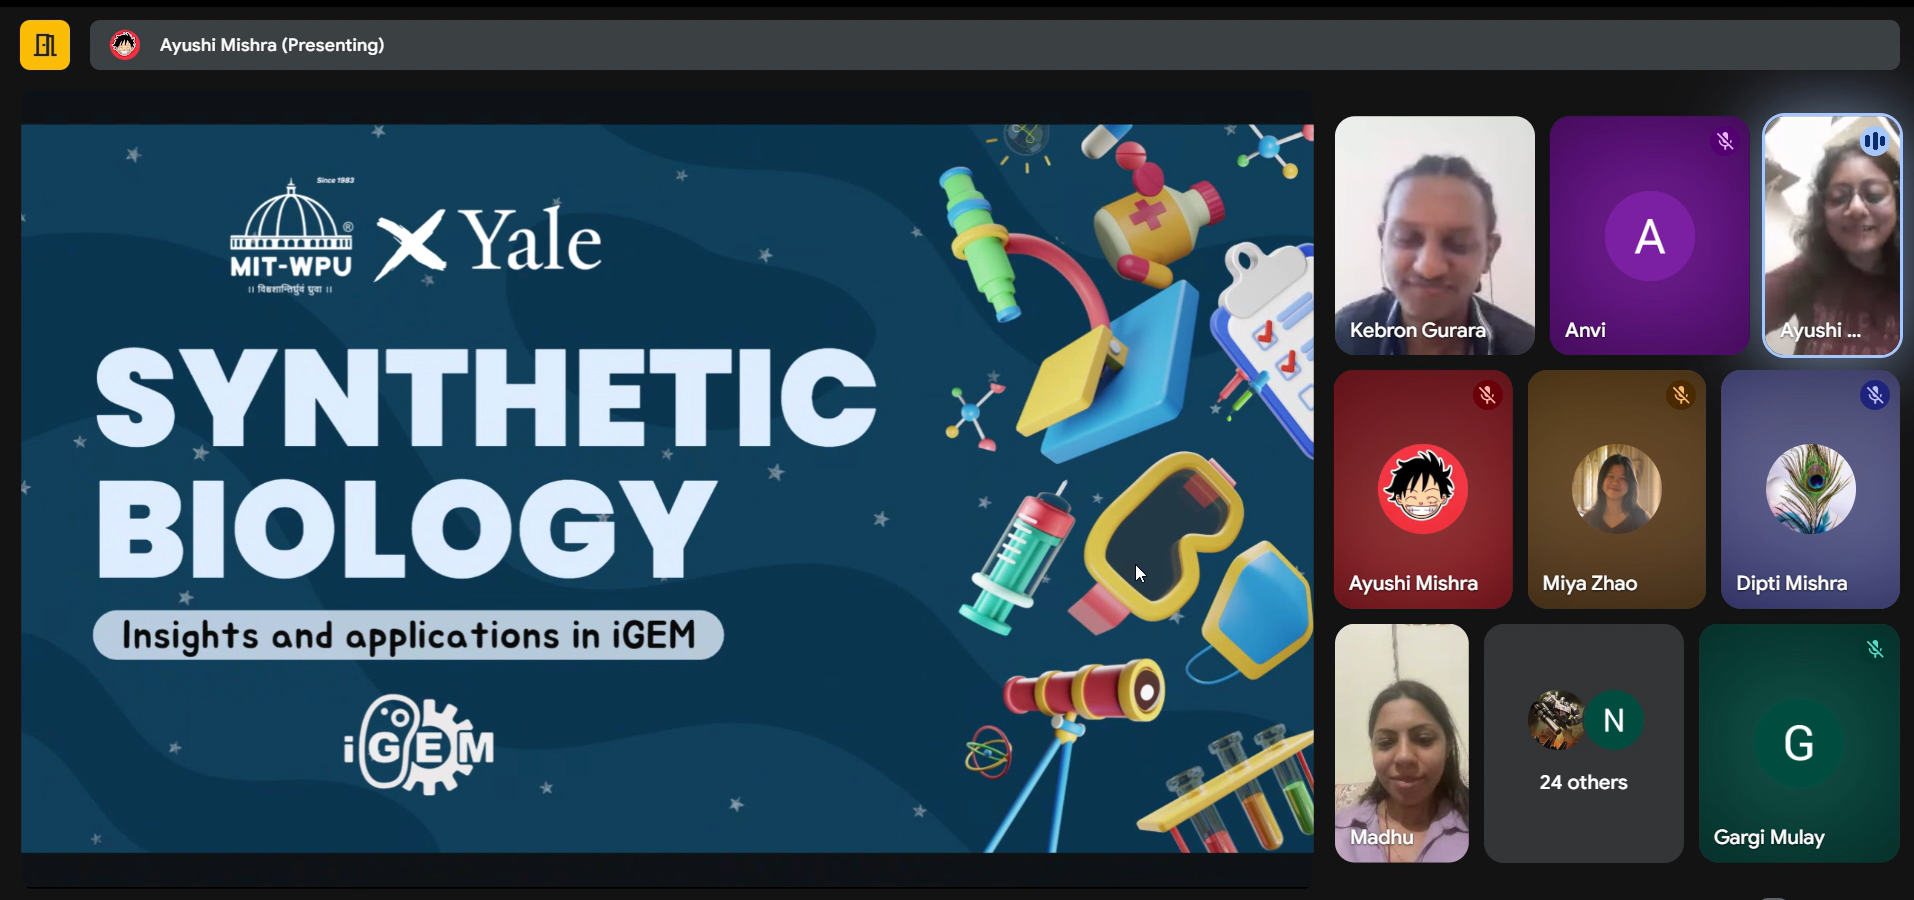 Ayushi Mishra (Presenting)
Since 1983
MIT-WPU
®
X Yale
॥ विश्वशान्तिर्ध्रुवं ध्रुवा ॥
SYNTHETIC
BIOLOGY
Insights and applications in iGEM
iGEM
Kebron Gurara
A
Anvi
Ayushi ...
Ayushi Mishra
Miya Zhao
Dipti Mishra
Madhu
N
24 others
G
Gargi Mulay